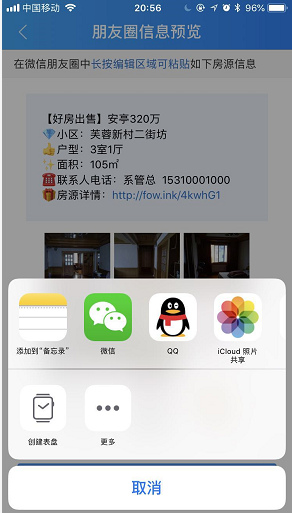 中国移动 20:56 96%
朋友圈信息预览
在微信朋友圈中长按编辑区域可粘贴如下房源信息
【好房出售】安亭320万
💎小区：芙蓉新村二街坊
👍户型：3室1厅
✨面积：105㎡
☎️联系人电话：系管总 15310001000
🎁房源详情：http://fow.ink/4kwhG1
添加到“备忘录” 微信 QQ iCloud 照片
共享
创建表盘 更多
取消